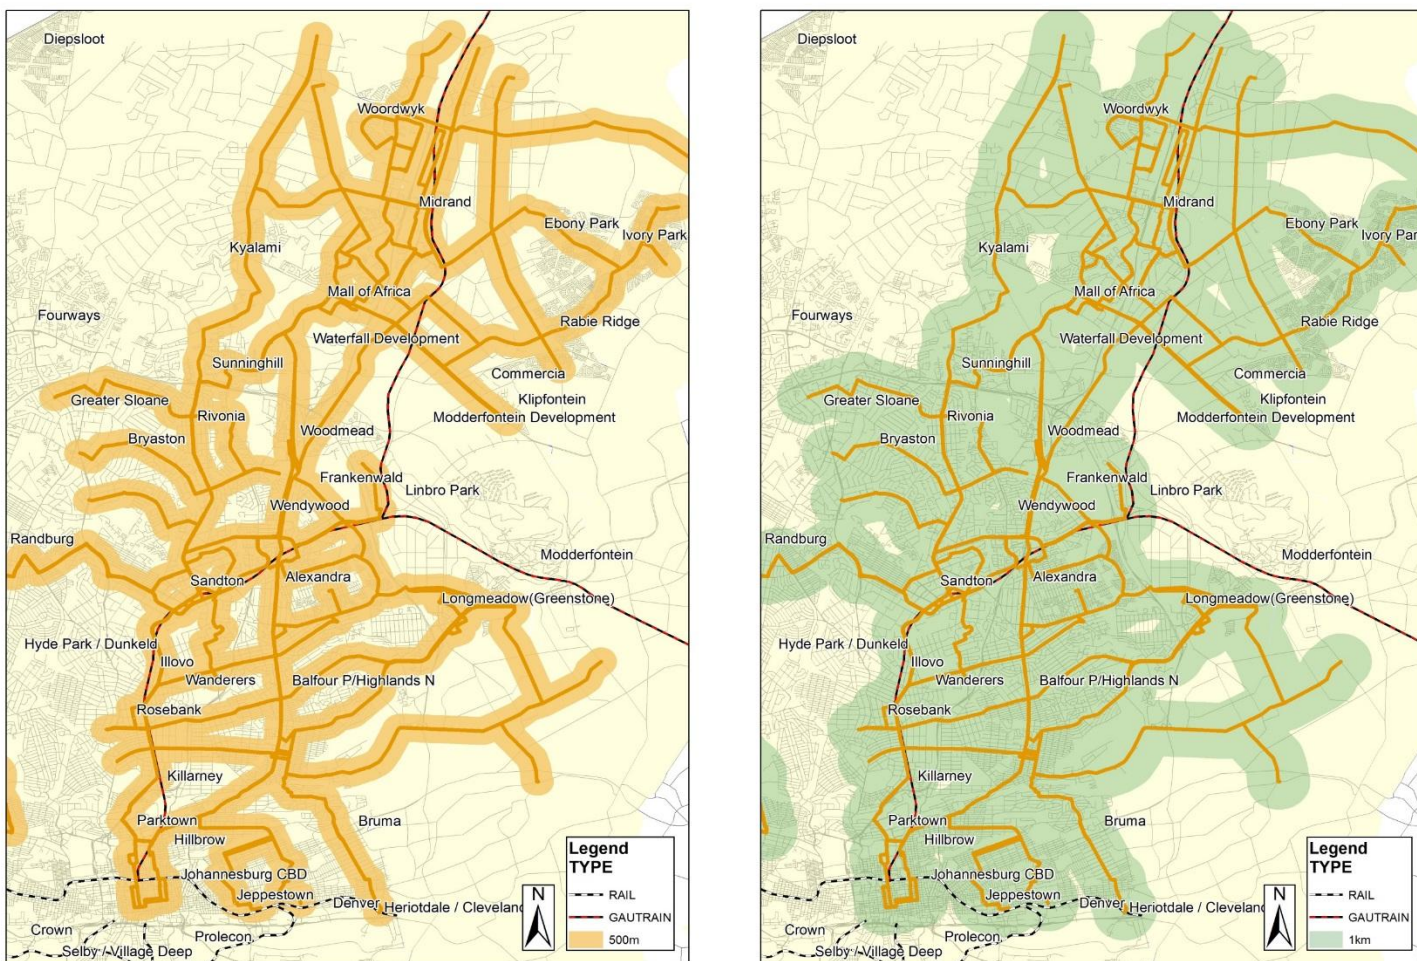 Diepsloot
Woordwyk
Midrand
Ebony Park
Ivory Park
Kyalami
Mall of Africa
Fourways
Rabie Ridge
Waterfall Development
Sunninghill
Commercia
Greater Sloane
Klipfontein
Rivonia
Modderfontein Development
Bryaston
Woodmead
Frankenwald
Linbro Park
Wendywood
Randburg
Modderfontein
Sandton
Alexandra
Longmeadow(Greenstone)
Hyde Park / Dunkeld
Illovo
Wanderers
Balfour P/Highlands N
Rosebank
Killarney
Parktown
Bruma
Hillbrow
Johannesburg CBD
Jeppestown
Denver
Heriotdale / Cleveland
Crown
Prolecon
Selby / Village Deep
N
Legend
TYPE
RAIL
GAUTRAIN
500m
Diepsloot
Woordwyk
Midrand
Ebony Park
Ivory Park
Kyalami
Mall of Africa
Fourways
Rabie Ridge
Waterfall Development
Sunninghill
Commercia
Greater Sloane
Klipfontein
Rivonia
Modderfontein Development
Bryaston
Woodmead
Frankenwald
Linbro Park
Wendywood
Randburg
Modderfontein
Sandton
Alexandra
Longmeadow(Greenstone)
Hyde Park / Dunkeld
Illovo
Wanderers
Balfour P/Highlands N
Rosebank
Killarney
Parktown
Bruma
Hillbrow
Johannesburg CBD
Jeppestown
Denver
Heriotdale / Cleveland
Crown
Prolecon
Selby / Village Deep
N
Legend
TYPE
RAIL
GAUTRAIN
1km